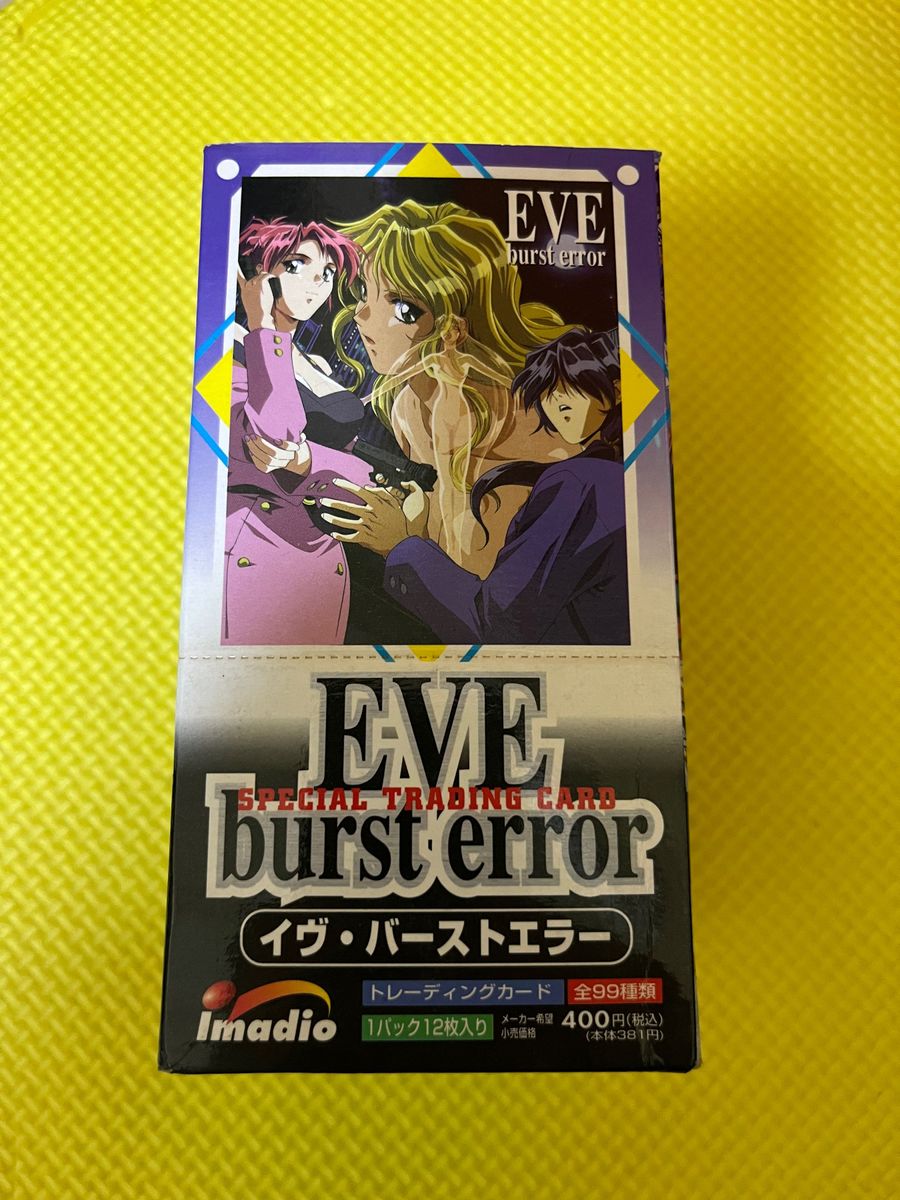 EVE
burst error
EVE
SPECIAL TRADING CARD
burst error
イヴ・バーストエラー
Imadio
トレーディングカード 全99種類
1パック12枚入り メーカー希望小売価格 400円(税込)
(本体381円)